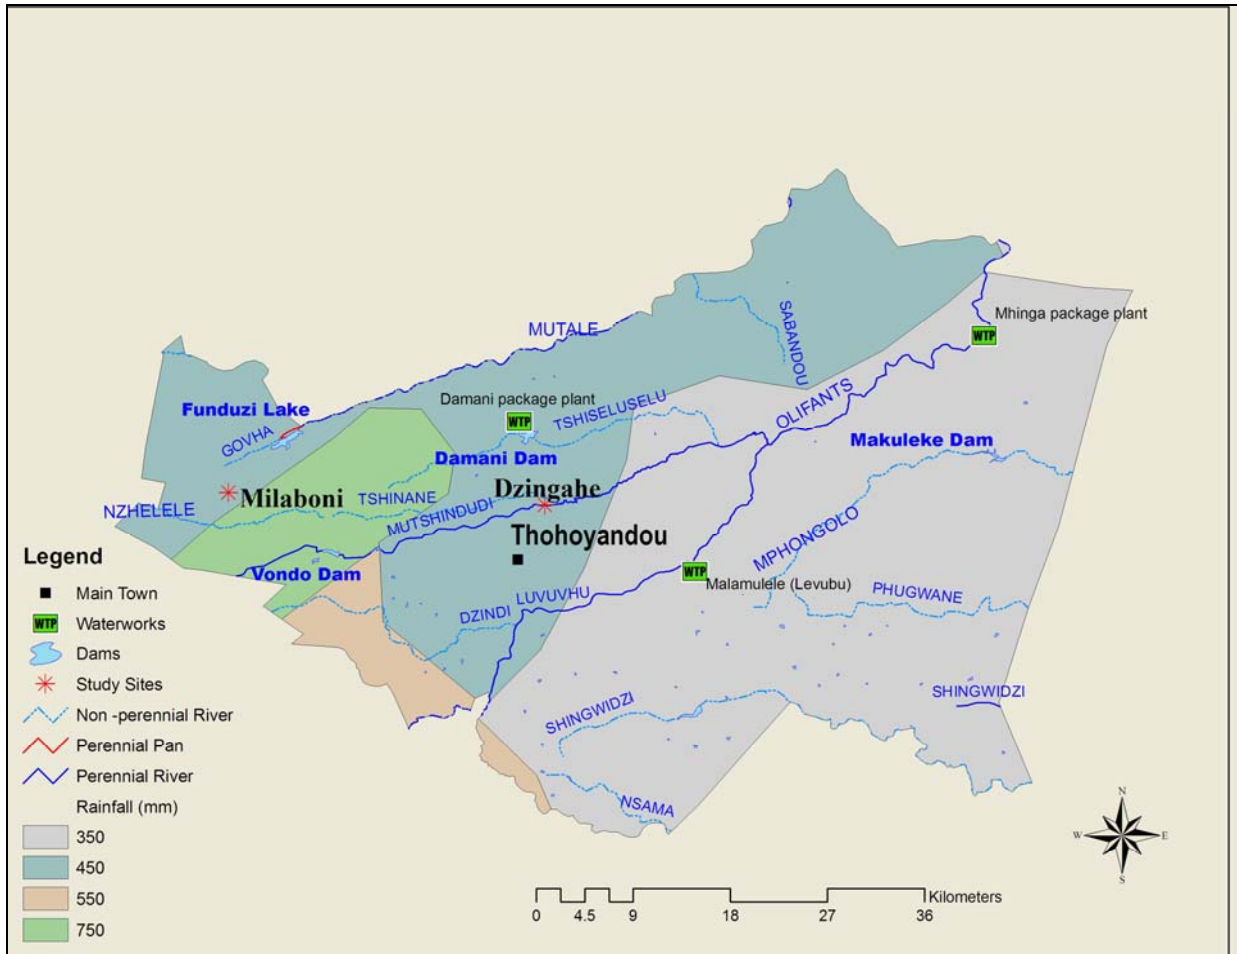 Mhinga package plant
WTP
SABANDOU
MUTALE
OLIFANTS
Damani package plant
WTP
TSHISELUSELU
Funduzi Lake
GOVHA
Makuleke Dam
Damani Dam
Milaboni
Dzingahe
NZHELELE
TSHINANE
MUTSHINDUDI
MPHONGOLO
Thohoyandou
Vondo Dam
WTP
Malamulele (Levubu)
PHUGWANE
LUVUVHU
DZINDI
SHINGWIDZI
SHINGWIDZI
NSAMA
Legend
Main Town
WTP Waterworks
Dams
Study Sites
Non -perennial River
Perennial Pan
Perennial River
Rainfall (mm)
350
450
550
750
N
W E
S
Kilometers
0 4.5 9 18 27 36